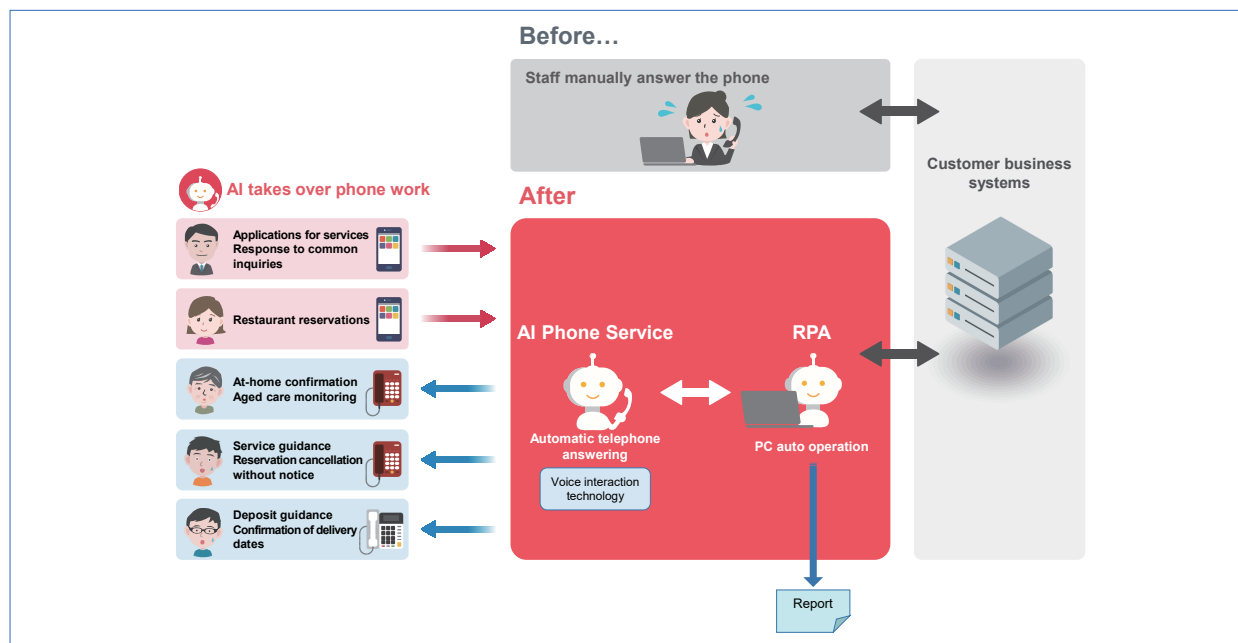 Before…
Staff manually answer the phone
Customer business
systems
AI takes over phone work
After
Applications for services
Response to common
inquiries
Restaurant reservations
At-home confirmation
Aged care monitoring
Service guidance
Reservation cancellation
without notice
Deposit guidance
Confirmation of delivery
dates
AI Phone Service
Automatic telephone
answering
Voice interaction
technology
RPA
PC auto operation
Report